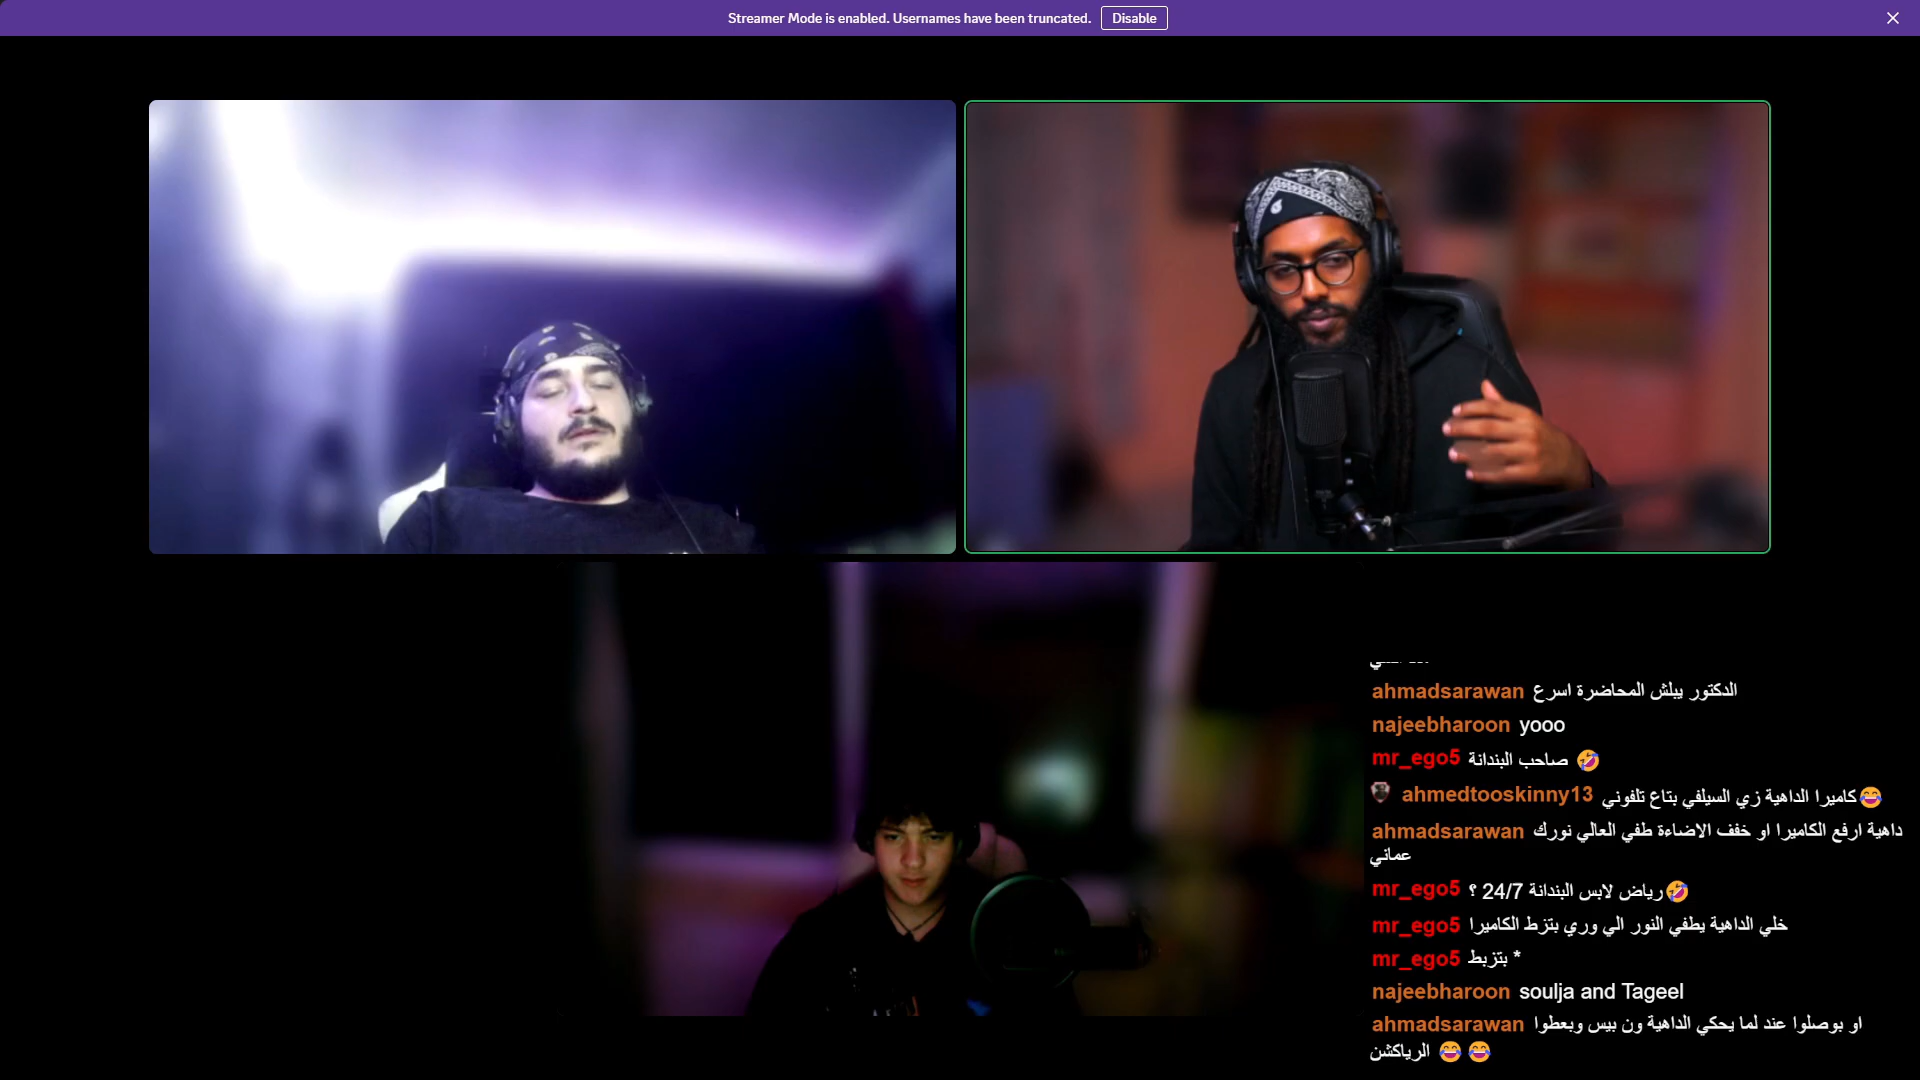 Streamer Mode is enabled. Usernames have been truncated. Disable
ahmadsarawan الدكتور يبلش المحاضرة اسرع
najeebharoon yooo
mr_ego5 صاحب البندانة 🤣
ahmedtooskinny13 كاميرا الداهية زي السيلفي بتاع تلفوني😂
ahmadsarawan داهية ارفع الكاميرا او خفف الاضاءة طفي العالي نورك
عماني
mr_ego5 رياض لابس البندانة 24/7 ؟🤣
mr_ego5 خلي الداهية يطفي النور الي وري بتزط الكاميرا
mr_ego5 بتزبط *
najeebharoon soulja and Tageel
ahmadsarawan او بوصلوا عند لما يحكي الداهية ون بيس وبعطوا
الرياكشن 😂 😂